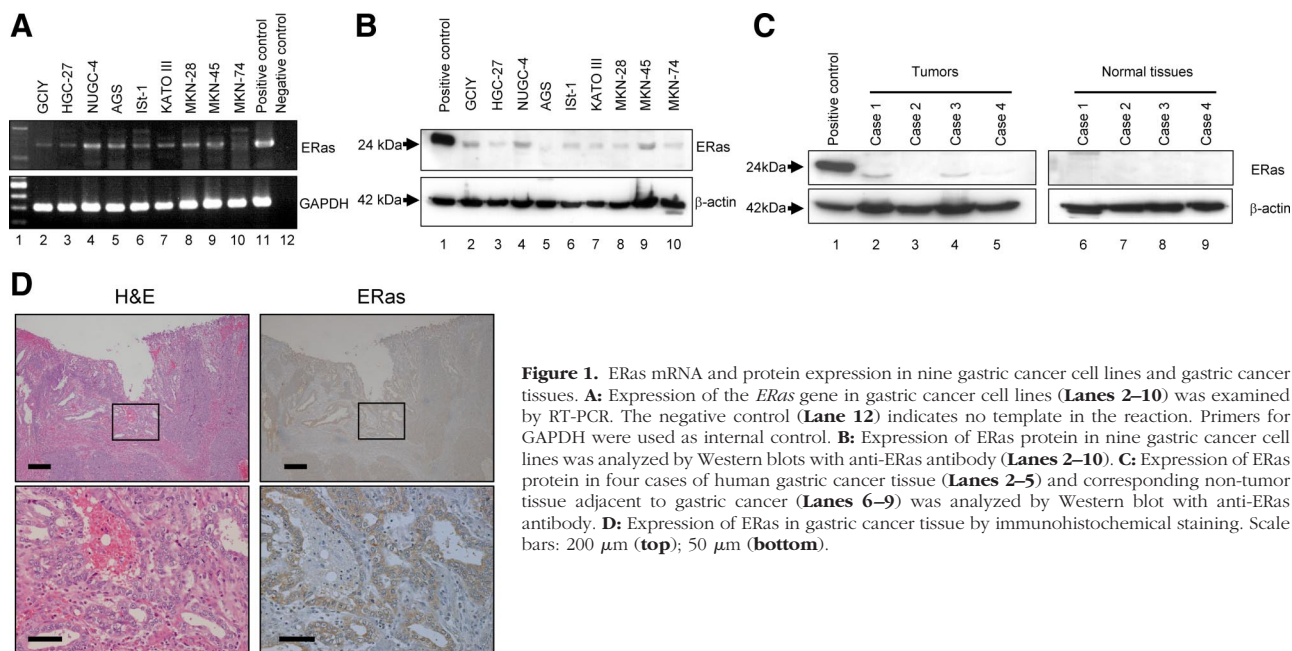 A
GCIY
HGC-27
NUGC-4
AGS
ISt-1
KATO III
MKN-28
MKN-45
MKN-74
Positive control
Negative control
ERas
GAPDH
1 2 3 4 5 6 7 8 9 10 11 12
B
Positive control
GCIY
HGC-27
NUGC-4
AGS
ISt-1
KATO III
MKN-28
MKN-45
MKN-74
24 kDa
ERas
42 kDa
β-actin
1 2 3 4 5 6 7 8 9 10
C
Tumors
Normal tissues
Positive control
Case 1
Case 2
Case 3
Case 4
Case 1
Case 2
Case 3
Case 4
24kDa
ERas
42kDa
β-actin
1 2 3 4 5 6 7 8 9
D
H&E
ERas
Figure 1. ERas mRNA and protein expression in nine gastric cancer cell lines and gastric cancer
tissues. A: Expression of the ERas gene in gastric cancer cell lines (Lanes 2–10) was examined
by RT-PCR. The negative control (Lane 12) indicates no template in the reaction. Primers for
GAPDH were used as internal control. B: Expression of ERas protein in nine gastric cancer cell
lines was analyzed by Western blots with anti-ERas antibody (Lanes 2–10). C: Expression of ERas
protein in four cases of human gastric cancer tissue (Lanes 2–5) and corresponding non-tumor
tissue adjacent to gastric cancer (Lanes 6–9) was analyzed by Western blot with anti-ERas
antibody. D: Expression of ERas in gastric cancer tissue by immunohistochemical staining. Scale
bars: 200 μm (top); 50 μm (bottom).